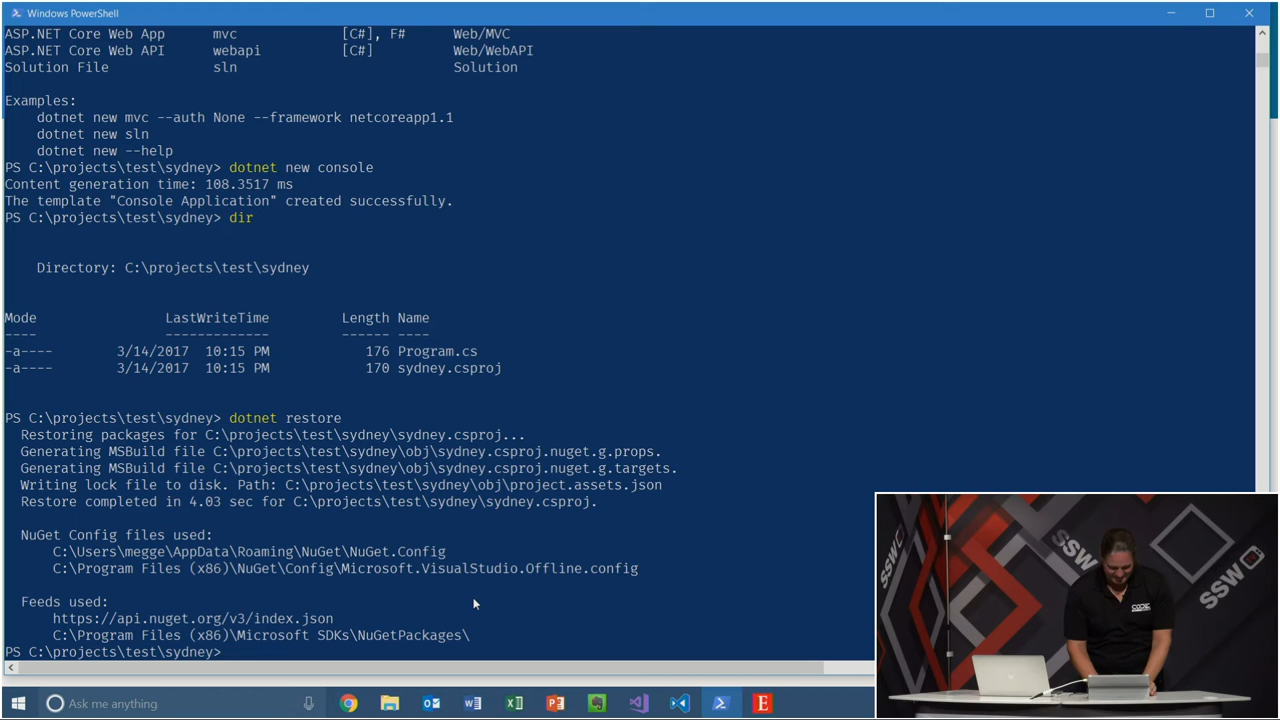 Windows PowerShell
ASP.NET Core Web App mvc [C#], F# Web/MVC
ASP.NET Core Web API webapi [C#] Web/WebAPI
Solution File sln Solution
Examples:
dotnet new mvc --auth None --framework netcoreapp1.1
dotnet new sln
dotnet new --help
PS C:\projects\test\sydney> dotnet new console
Content generation time: 108.3517 ms
The template "Console Application" created successfully.
PS C:\projects\test\sydney> dir
Directory: C:\projects\test\sydney
Mode LastWriteTime Length Name
---- ------------- ------ ----
-a---- 3/14/2017 10:15 PM 176 Program.cs
-a---- 3/14/2017 10:15 PM 170 sydney.csproj
PS C:\projects\test\sydney> dotnet restore
Restoring packages for C:\projects\test\sydney\sydney.csproj...
Generating MSBuild file C:\projects\test\sydney\obj\sydney.csproj.nuget.g.props.
Generating MSBuild file C:\projects\test\sydney\obj\sydney.csproj.nuget.g.targets.
Writing lock file to disk. Path: C:\projects\test\sydney\obj\project.assets.json
Restore completed in 4.03 sec for C:\projects\test\sydney\sydney.csproj.
NuGet Config files used:
C:\Users\megge\AppData\Roaming\NuGet\NuGet.Config
C:\Program Files (x86)\NuGet\Config\Microsoft.VisualStudio.Offline.config
Feeds used:
https://api.nuget.org/v3/index.json
C:\Program Files (x86)\Microsoft SDKs\NuGetPackages\
PS C:\projects\test\sydney>
Ask me anything
SSW
SSW
SSW
CODE